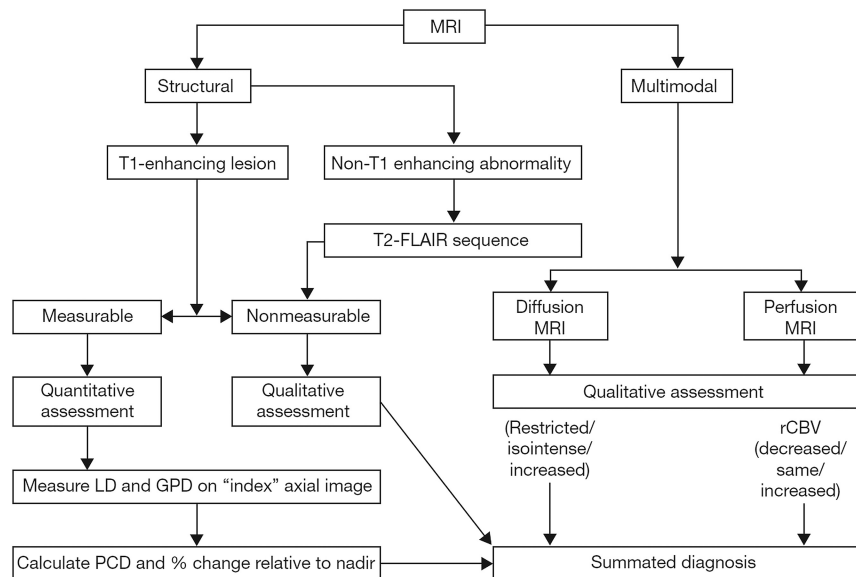 MRI
Structural
Multimodal
T1-enhancing lesion
Non-T1 enhancing abnormality
T2-FLAIR sequence
Measurable
Nonmeasurable
Diffusion
MRI
Perfusion
MRI
Quantitative
assessment
Qualitative
assessment
Qualitative assessment
(Restricted/
isointense/
increased)
rCBV
(decreased/
same/
increased)
Measure LD and GPD on “index” axial image
Calculate PCD and % change relative to nadir
Summated diagnosis